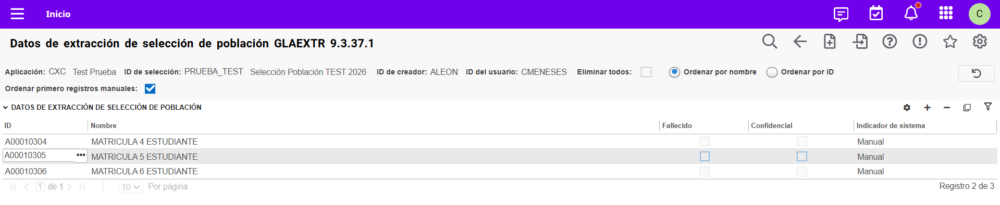 Inicio
C
Datos de extracción de selección de población GLAEXTR 9.3.37.1
Aplicación: CXC Test Prueba ID de selección: PRUEBA_TEST Selección Población TEST 2026 ID de creador: ALEON ID del usuario: CMENESES Eliminar todos: Ordenar por nombre Ordenar por ID
Ordenar primero registros manuales:
DATOS DE EXTRACCIÓN DE SELECCIÓN DE POBLACIÓN
ID Nombre Fallecido Confidencial Indicador de sistema
A00010304 MATRICULA 4 ESTUDIANTE Manual
A00010305 ••• MATRICULA 5 ESTUDIANTE Manual
A00010306 MATRICULA 6 ESTUDIANTE Manual
1 de 1 10 Por página Registro 2 de 3